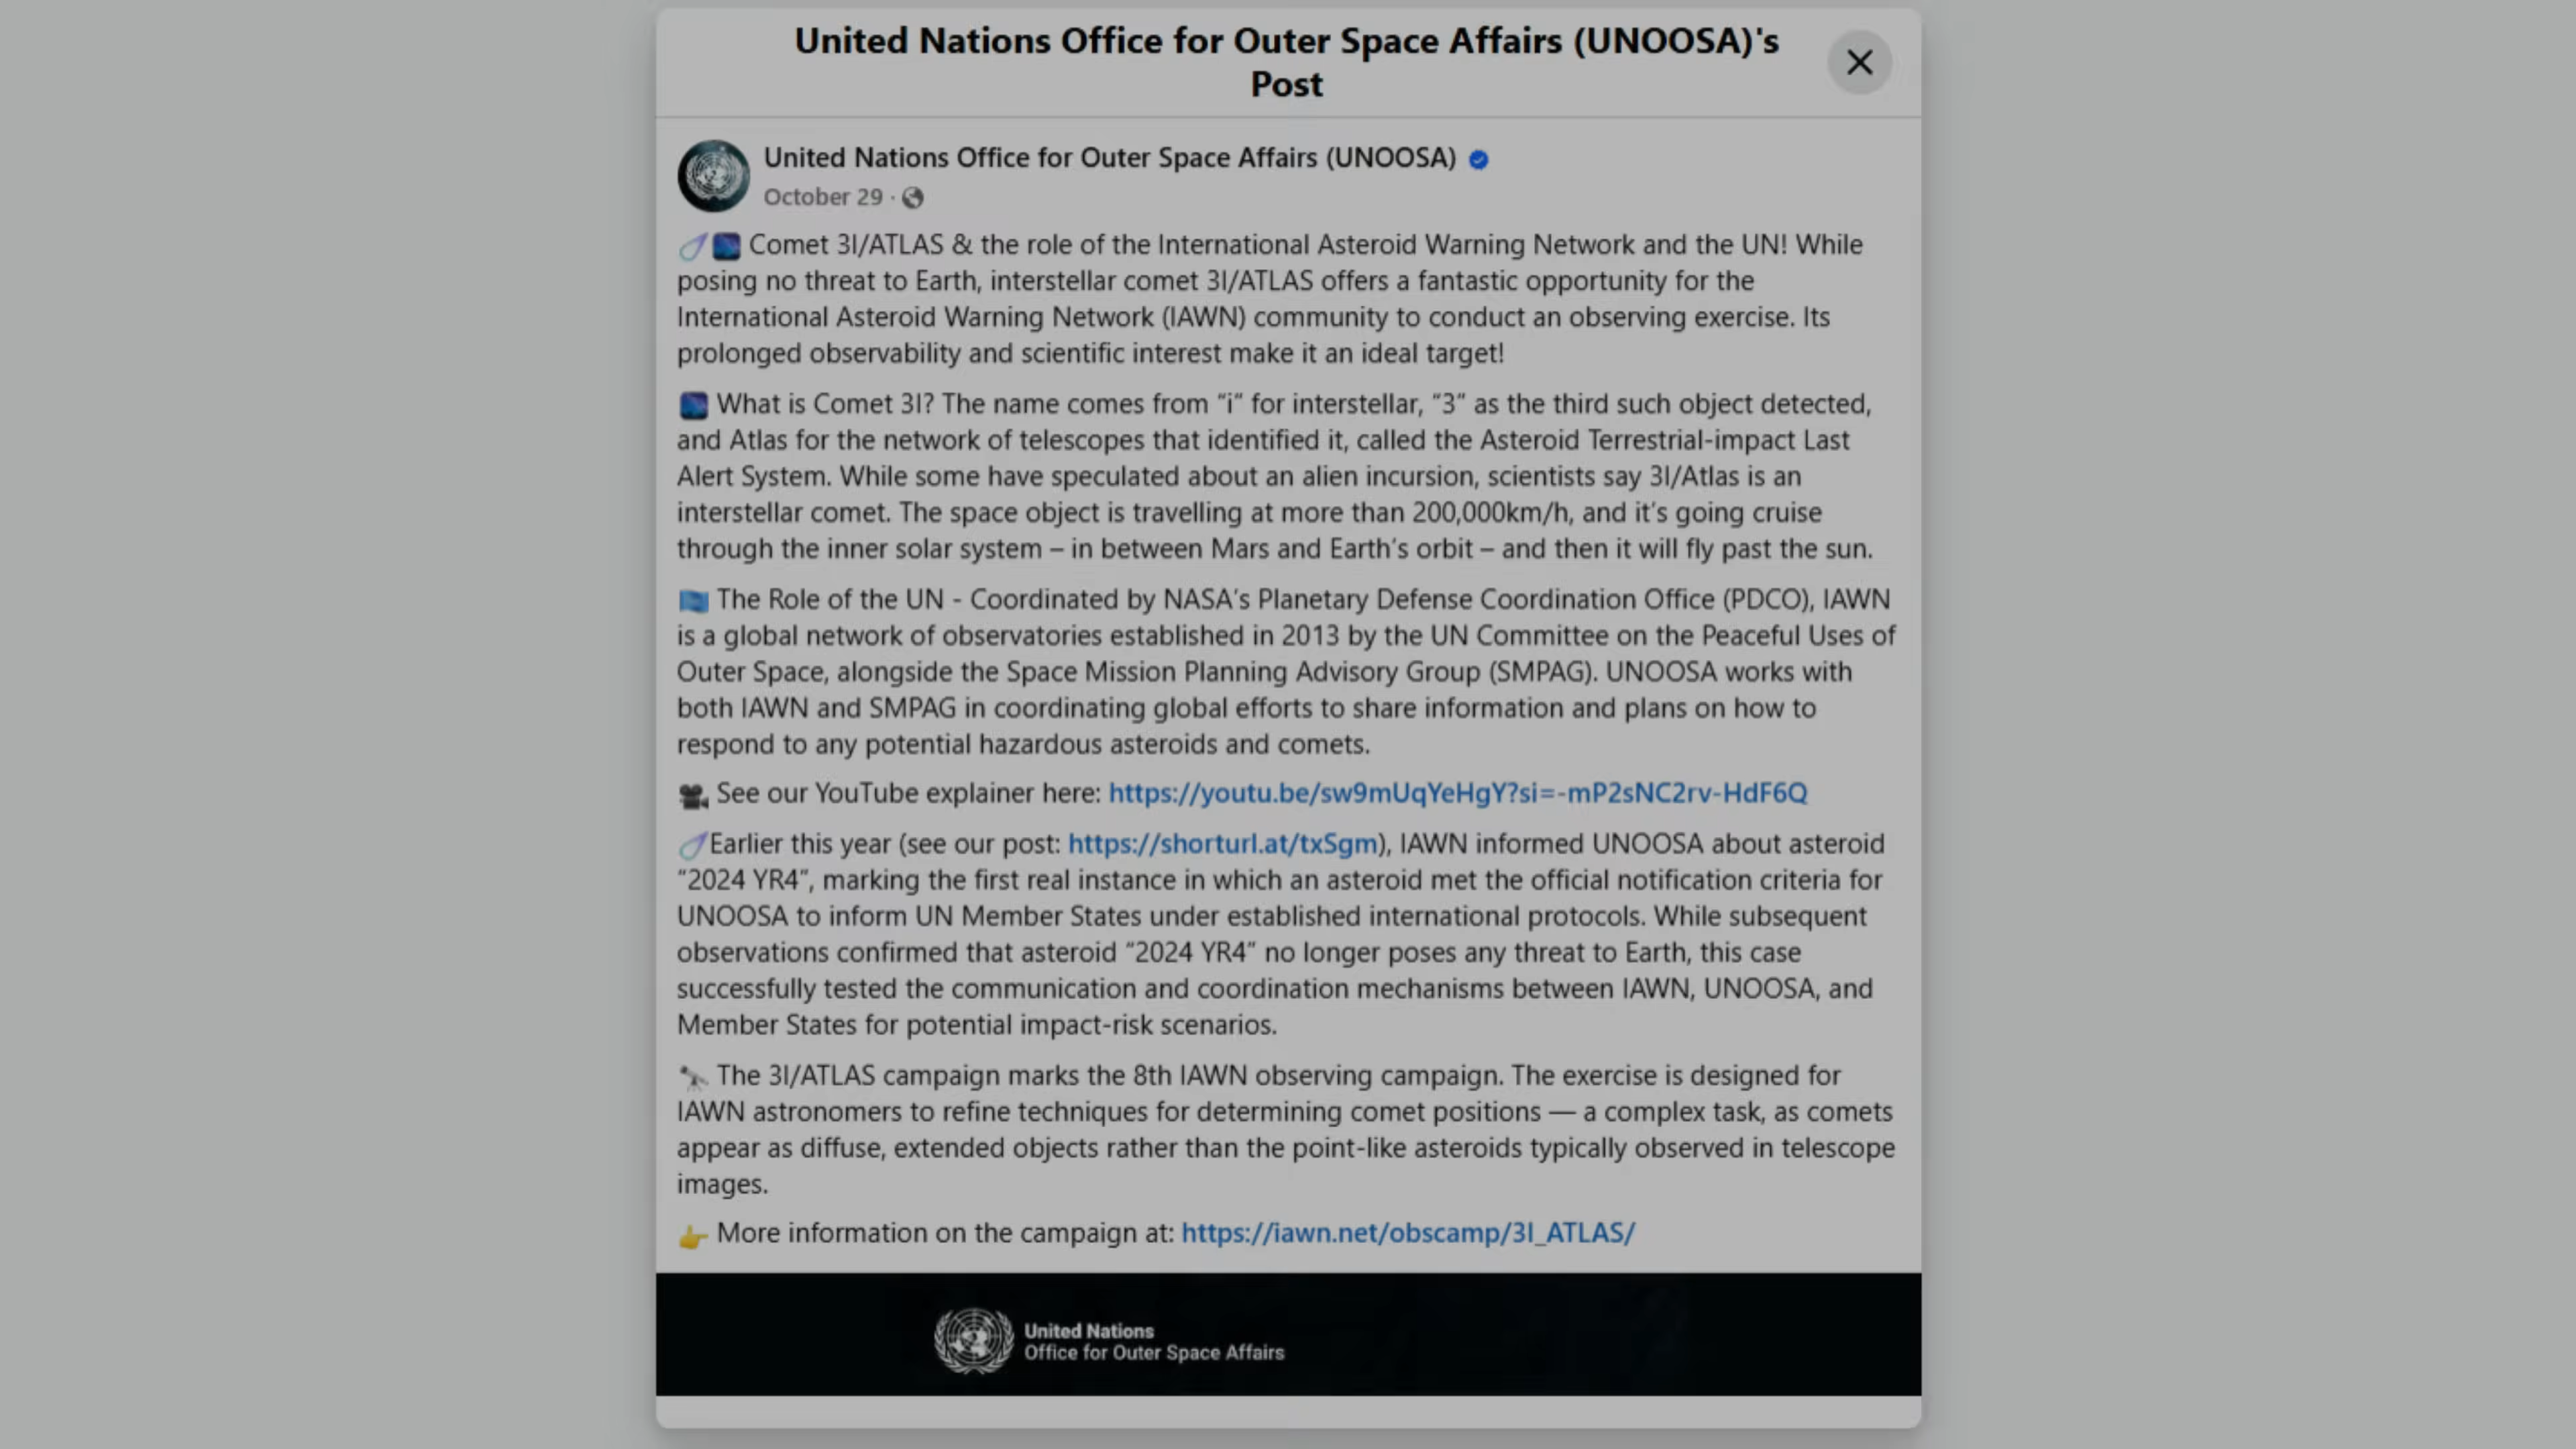 United Nations Office for Outer Space Affairs (UNOOSA)'s
Post
United Nations Office for Outer Space Affairs (UNOOSA)
October 29 ·
Comet 3I/ATLAS & the role of the International Asteroid Warning Network and the UN! While
posing no threat to Earth, interstellar comet 3I/ATLAS offers a fantastic opportunity for the
International Asteroid Warning Network (IAWN) community to conduct an observing exercise. Its
prolonged observability and scientific interest make it an ideal target!
What is Comet 3I? The name comes from “i” for interstellar, “3” as the third such object detected,
and Atlas for the network of telescopes that identified it, called the Asteroid Terrestrial-impact Last
Alert System. While some have speculated about an alien incursion, scientists say 3I/Atlas is an
interstellar comet. The space object is travelling at more than 200,000km/h, and it’s going cruise
through the inner solar system – in between Mars and Earth’s orbit – and then it will fly past the sun.
The Role of the UN - Coordinated by NASA’s Planetary Defense Coordination Office (PDCO), IAWN
is a global network of observatories established in 2013 by the UN Committee on the Peaceful Uses of
Outer Space, alongside the Space Mission Planning Advisory Group (SMPAG). UNOOSA works with
both IAWN and SMPAG in coordinating global efforts to share information and plans on how to
respond to any potential hazardous asteroids and comets.
See our YouTube explainer here: https://youtu.be/sw9mUqYeHgY?si=-mP2sNC2rv-HdF6Q
Earlier this year (see our post: https://shorturl.at/txSgm), IAWN informed UNOOSA about asteroid
“2024 YR4”, marking the first real instance in which an asteroid met the official notification criteria for
UNOOSA to inform UN Member States under established international protocols. While subsequent
observations confirmed that asteroid “2024 YR4” no longer poses any threat to Earth, this case
successfully tested the communication and coordination mechanisms between IAWN, UNOOSA, and
Member States for potential impact-risk scenarios.
The 3I/ATLAS campaign marks the 8th IAWN observing campaign. The exercise is designed for
IAWN astronomers to refine techniques for determining comet positions — a complex task, as comets
appear as diffuse, extended objects rather than the point-like asteroids typically observed in telescope
images.
More information on the campaign at: https://iawn.net/obscamp/3I_ATLAS/
United Nations
Office for Outer Space Affairs